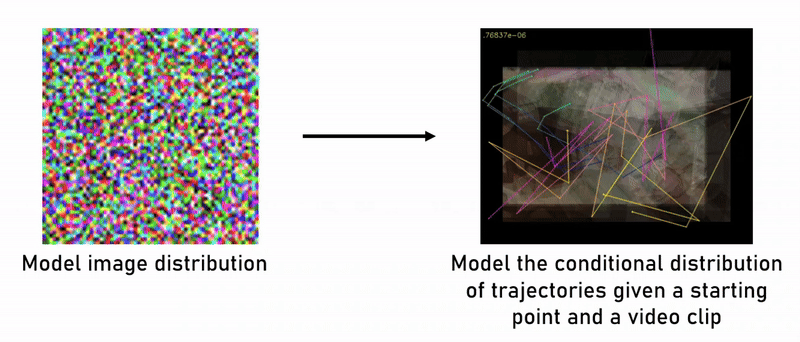 .76837e-06
Model image distribution
Model the conditional distribution
of trajectories given a starting
point and a video clip